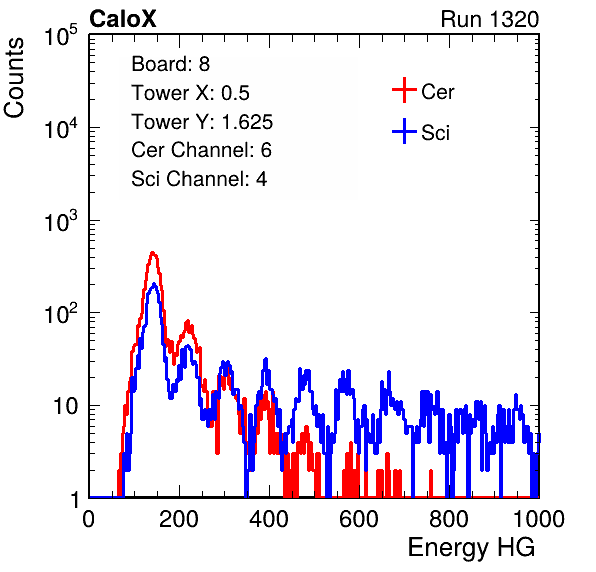 CaloX Run 1320
Counts
Board: 8
Tower X: 0.5
Tower Y: 1.625
Cer Channel: 6
Sci Channel: 4
Cer
Sci
10^5
10^4
10^3
10^2
10
1
0 200 400 600 800 1000
Energy HG